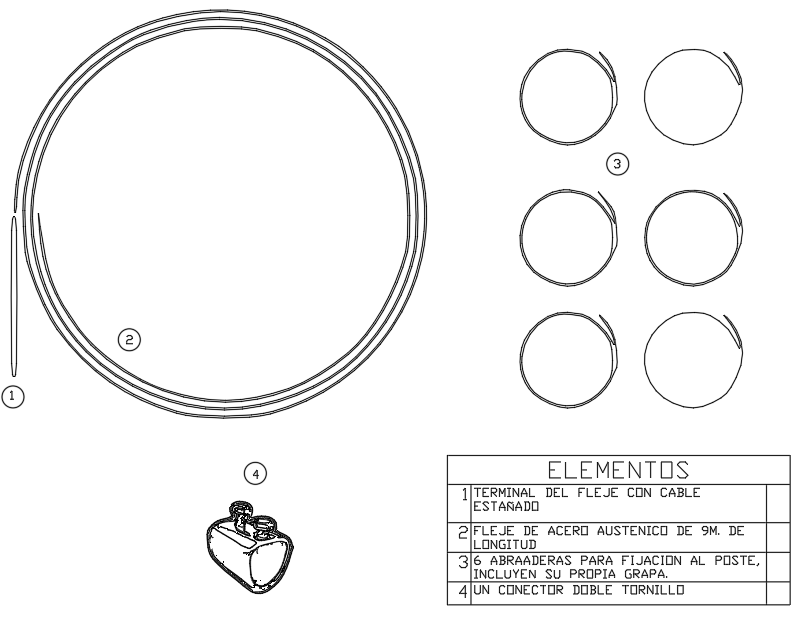 3
2
1
4
ELEMENTOS
1 TERMINAL DEL FLEJE CON CABLE
ESTAÑADO
2 FLEJE DE ACERO AUSTENICO DE 9M. DE
LONGITUD
3 6 ABRAADERAS PARA FIJACION AL POSTE,
INCLUYEN SU PROPIA GRAPA.
4 UN CONECTOR DOBLE TORNILLO